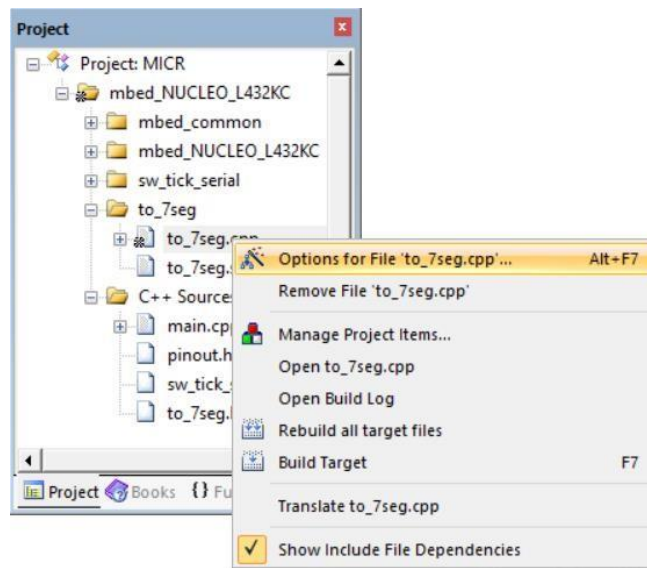 Project
Project: MICR
mbed_NUCLEO_L432KC
mbed_common
mbed_NUCLEO_L432KC
sw_tick_serial
to_7seg
to_7seg.cpp
to_7seg.
C++ Source
main.cp
pinout.h
sw_tick_
to_7seg.
Project Books {} Fu
Options for File 'to_7seg.cpp'... Alt+F7
Remove File 'to_7seg.cpp'
Manage Project Items...
Open to_7seg.cpp
Open Build Log
Rebuild all target files
Build Target F7
Translate to_7seg.cpp
Show Include File Dependencies